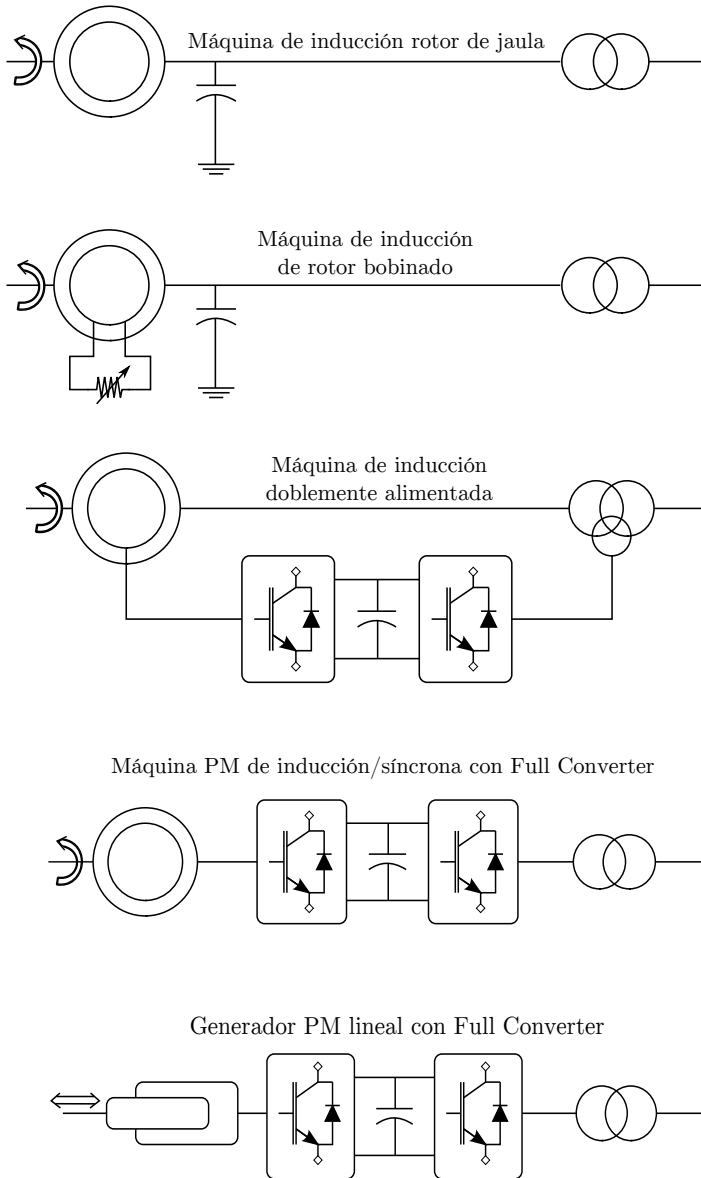 Máquina de inducción rotor de jaula
Máquina de inducción
de rotor bobinado
Máquina de inducción
doblemente alimentada
Máquina PM de inducción/síncrona con Full Converter
Generador PM lineal con Full Converter